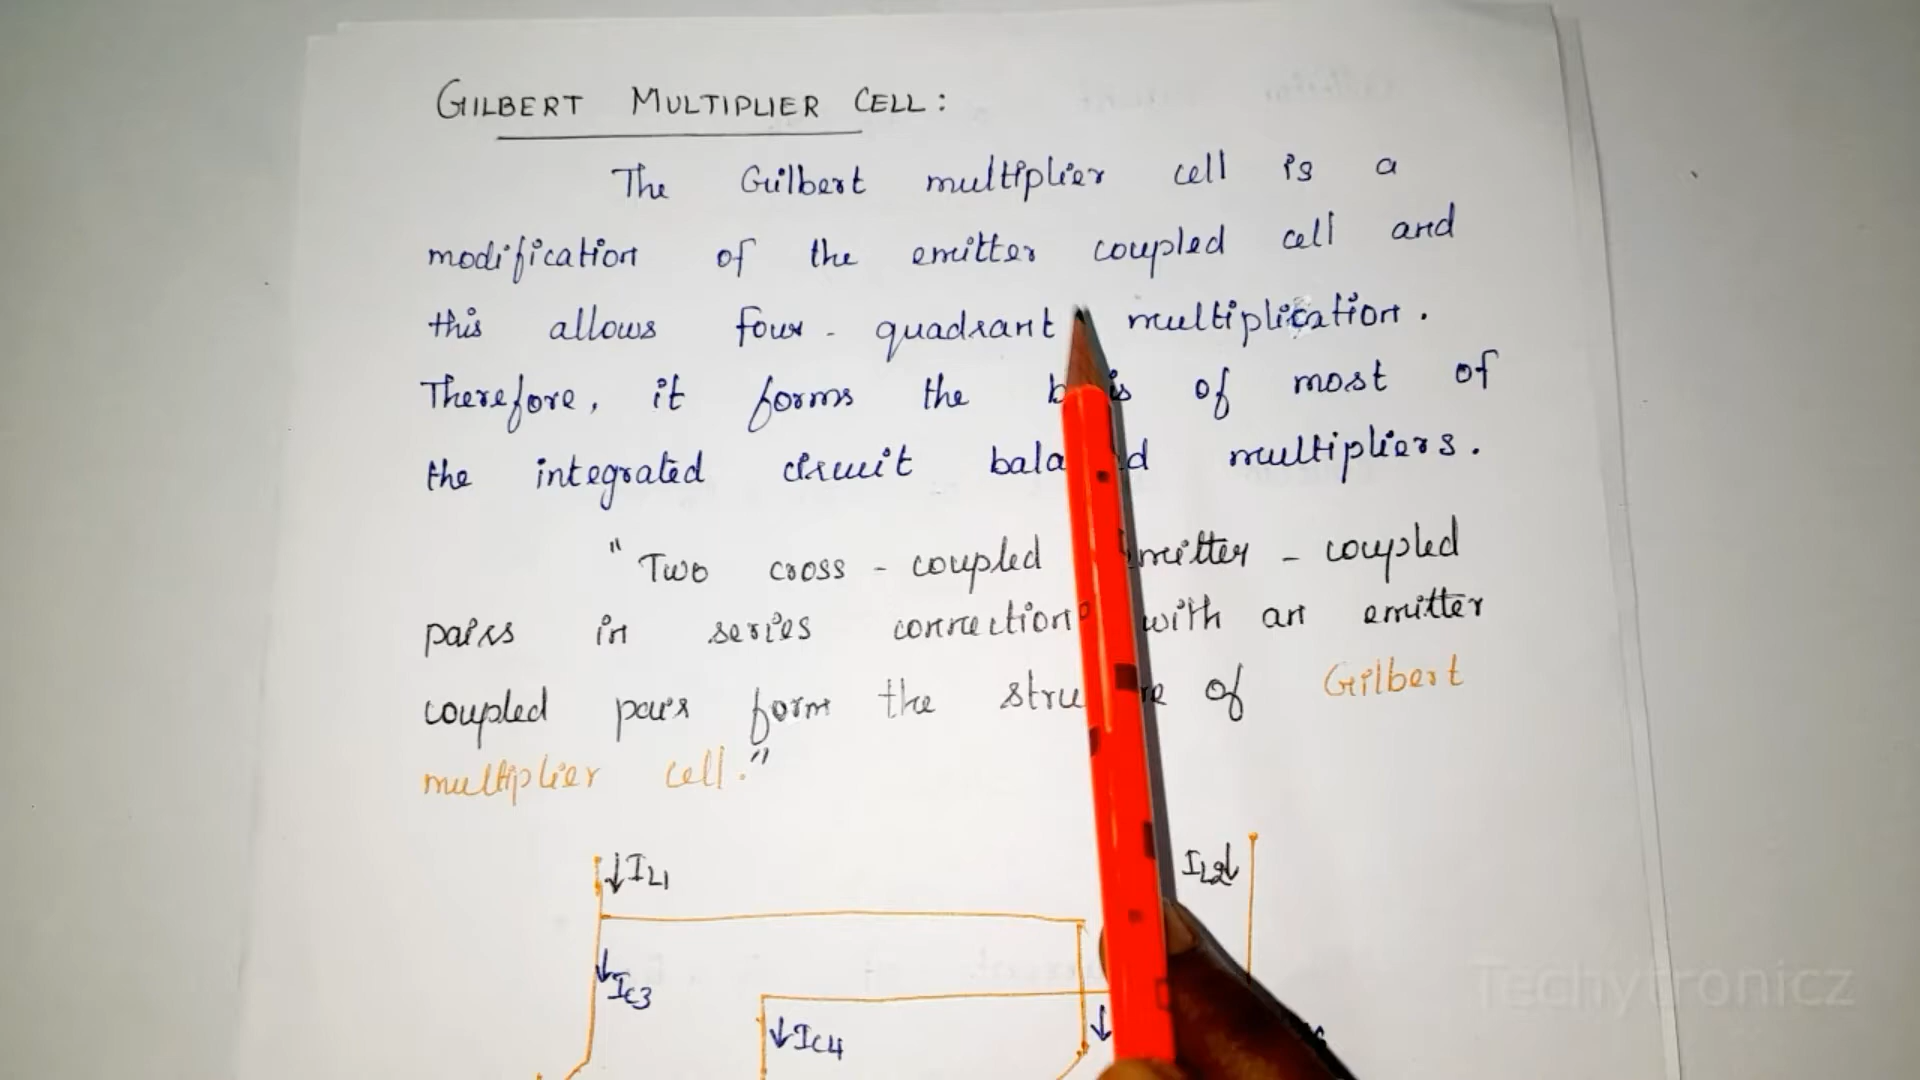 GILBERT MULTIPLIER CELL:
The Gilbert multiplier cell is a
modification of the emitter coupled cell and
this allows four - quadrant multiplication.
Therefore, it forms the of most of
the integrated circuit multipliers.
"Two cross - coupled emitter - coupled
pairs in series connection with an emitter
coupled pair form the of Gilbert
multiplier cell."
↓IL1
IL2↓
↓IC3
↓IC4
Techytronicz